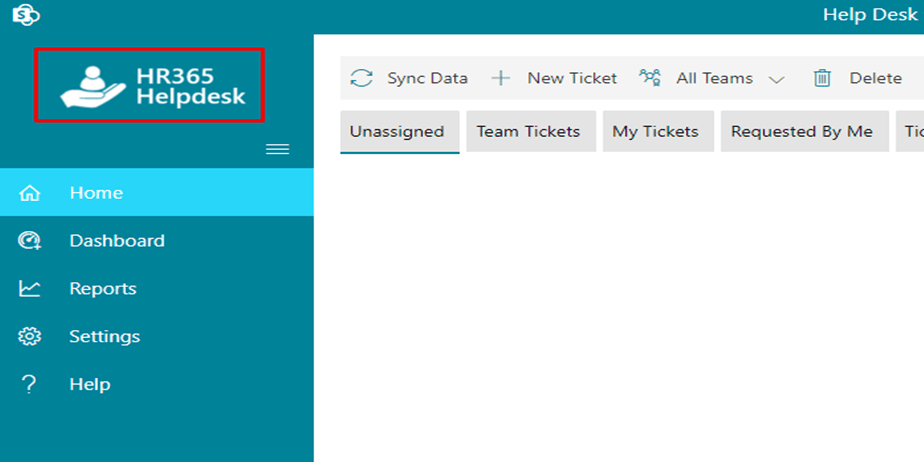 Help Desk
HR365
Helpdesk
Sync Data
New Ticket
All Teams
Delete
Unassigned
Team Tickets
My Tickets
Requested By Me
Home
Dashboard
Reports
Settings
Help